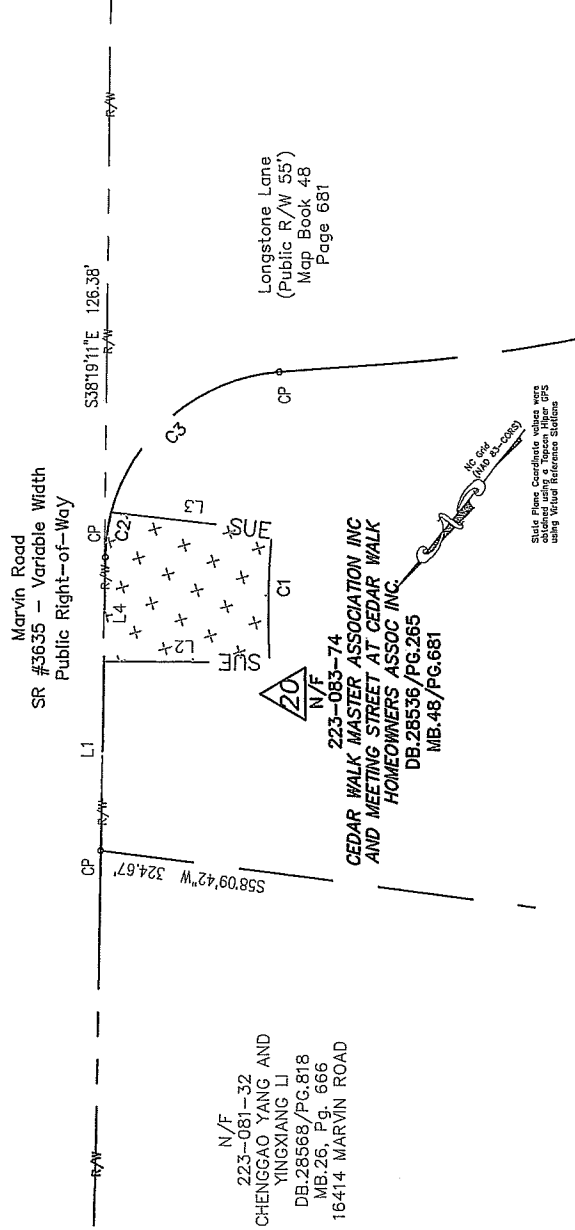 Marvin Road
SR #3635 – Variable Width
Public Right-of-Way
R/W
CP
R/W
L1
R/W
CP
S38°19'11"E 126.38'
R/W
R/W
L4
C2
L2
L3
SUE
SUE
C1
C3
CP
S58°09'42"W 324.67'
Longstone Lane
(Public R/W 55')
Map Book 48
Page 681
20
N/F
223-083-74
CEDAR WALK MASTER ASSOCIATION INC
AND MEETING STREET AT CEDAR WALK
HOMEOWNERS ASSOC INC.
DB.28536/PG.265
MB.48/PG.681
N/F
223-081-32
CHENGGAO YANG AND
YINGXIANG LI
DB.28568/PG.818
MB.26, Pg. 666
16414 MARVIN ROAD
NC Grid
(NAD 83-CORS)
State Plane Coordinate values were
obtained using a Topcon Hiper GPS
using Virtual Reference Stations